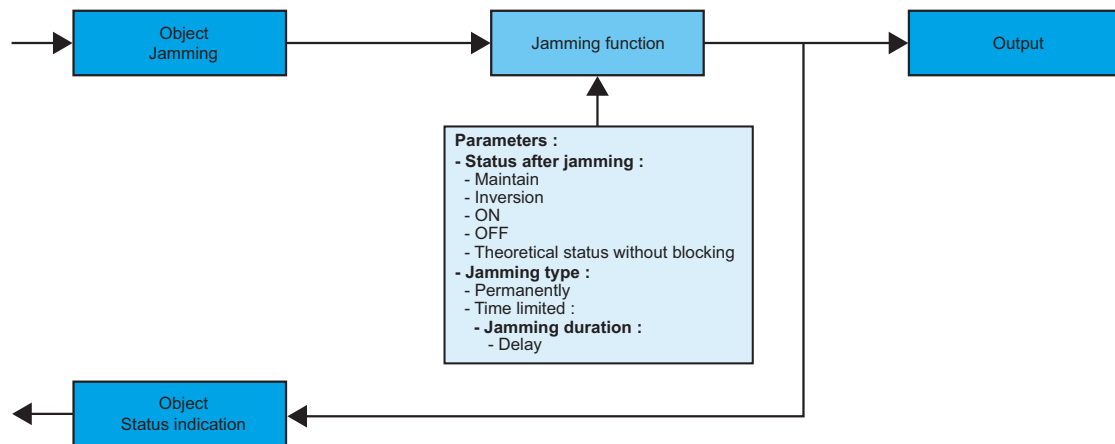 Object
Jamming
Jamming function
Output
Parameters :
- Status after jamming :
- Maintain
- Inversion
- ON
- OFF
- Theoretical status without blocking
- Jamming type :
- Permanently
- Time limited :
- Jamming duration :
- Delay
Object
Status indication